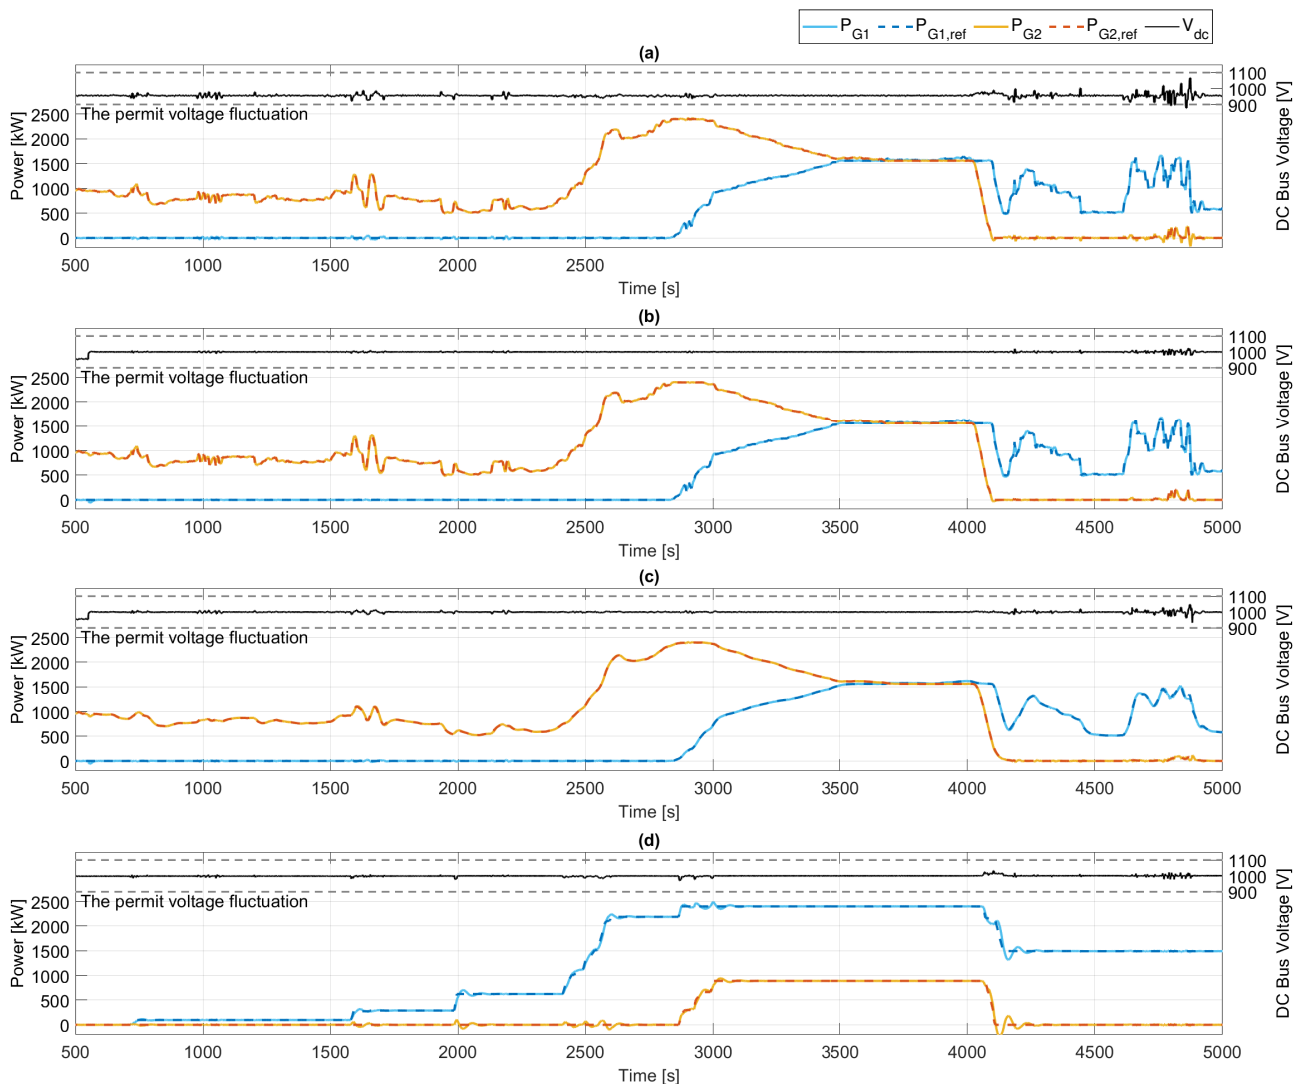 P_G1 P_G1,ref P_G2 P_G2,ref V_dc
(a)
1100
1000
900
The permit voltage fluctuation
2500
2000
1500
1000
500
0
Power [kW]
DC Bus Voltage [V]
500 1000 1500 2000 2500
Time [s]
(b)
1100
1000
900
The permit voltage fluctuation
2500
2000
1500
1000
500
0
Power [kW]
DC Bus Voltage [V]
500 1000 1500 2000 2500 3000 3500 4000 4500 5000
Time [s]
(c)
1100
1000
900
The permit voltage fluctuation
2500
2000
1500
1000
500
0
Power [kW]
DC Bus Voltage [V]
500 1000 1500 2000 2500 3000 3500 4000 4500 5000
Time [s]
(d)
1100
1000
900
The permit voltage fluctuation
2500
2000
1500
1000
500
0
Power [kW]
DC Bus Voltage [V]
500 1000 1500 2000 2500 3000 3500 4000 4500 5000
Time [s]